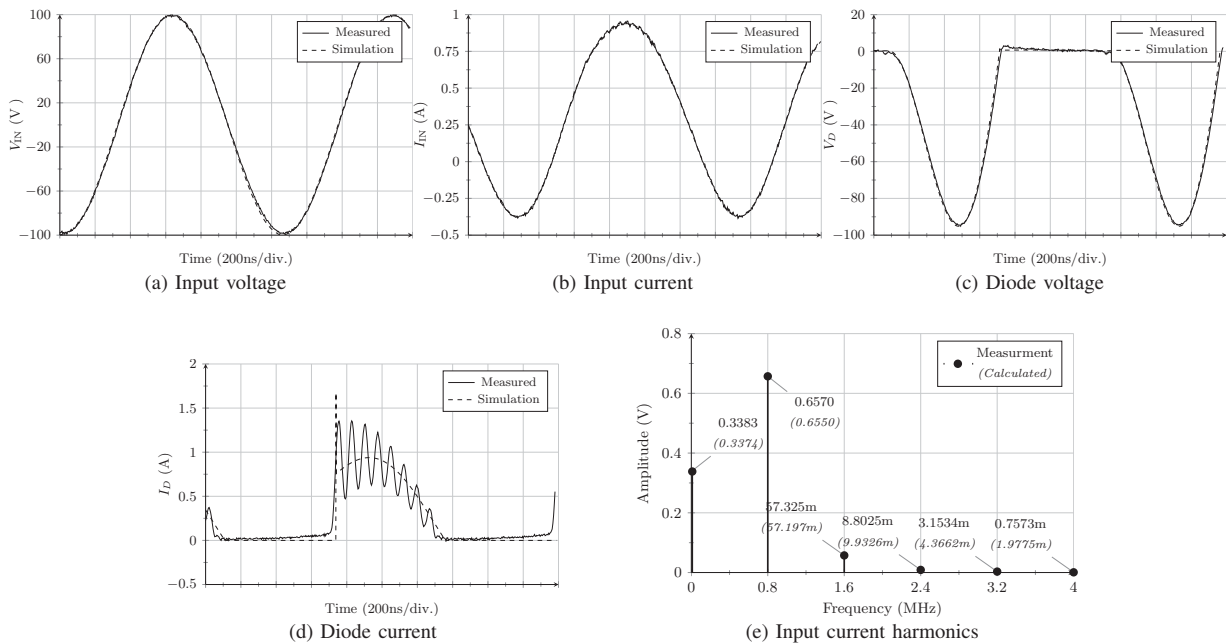 100
60
20
−20
−60
−100
V_IN (V )
Measured
Simulation
Time (200ns/div.)
(a) Input voltage
1
0.75
0.5
0.25
0
−0.25
−0.5
I_IN (A)
Measured
Simulation
Time (200ns/div.)
(b) Input current
20
0
−20
−40
−60
−80
−100
V_D (V )
Measured
Simulation
Time (200ns/div.)
(c) Diode voltage
2
1.5
1
0.5
0
−0.5
I_D (A)
Measured
Simulation
Time (200ns/div.)
(d) Diode current
0.8
0.6
0.4
0.2
0
Amplitude (V)
Measurment
(Calculated)
0.3383
(0.3374)
0.6570
(0.6550)
57.325m
(57.197m)
8.8025m
(9.9326m)
3.1534m
(4.3662m)
0.7573m
(1.9775m)
0 0.8 1.6 2.4 3.2 4
Frequency (MHz)
(e) Input current harmonics